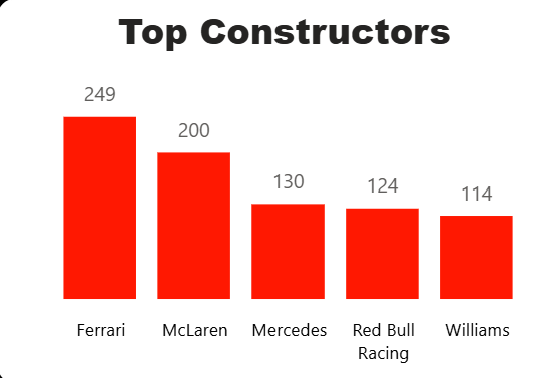 Top Constructors
249
200
130
124
114
Ferrari
McLaren
Mercedes
Red Bull
Racing
Williams